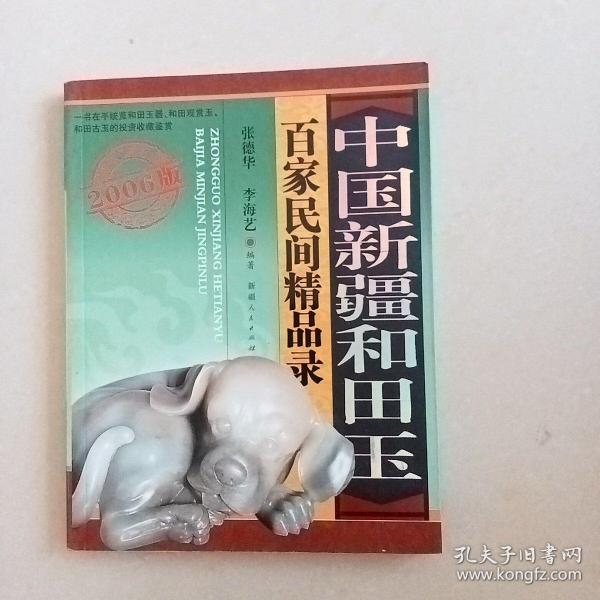 一书在手统览和田玉器、和田观赏玉、
和田古玉的投资收藏鉴赏
2006版
ZHONGGUO XINJIANG HETIANYU
BAIJIA MINJIAN JINGPINLU
张德华 李海艺 编著 新疆人民出版社
百家民间精品录
中国新疆和田玉
孔夫子旧书网
www.kongfz.com